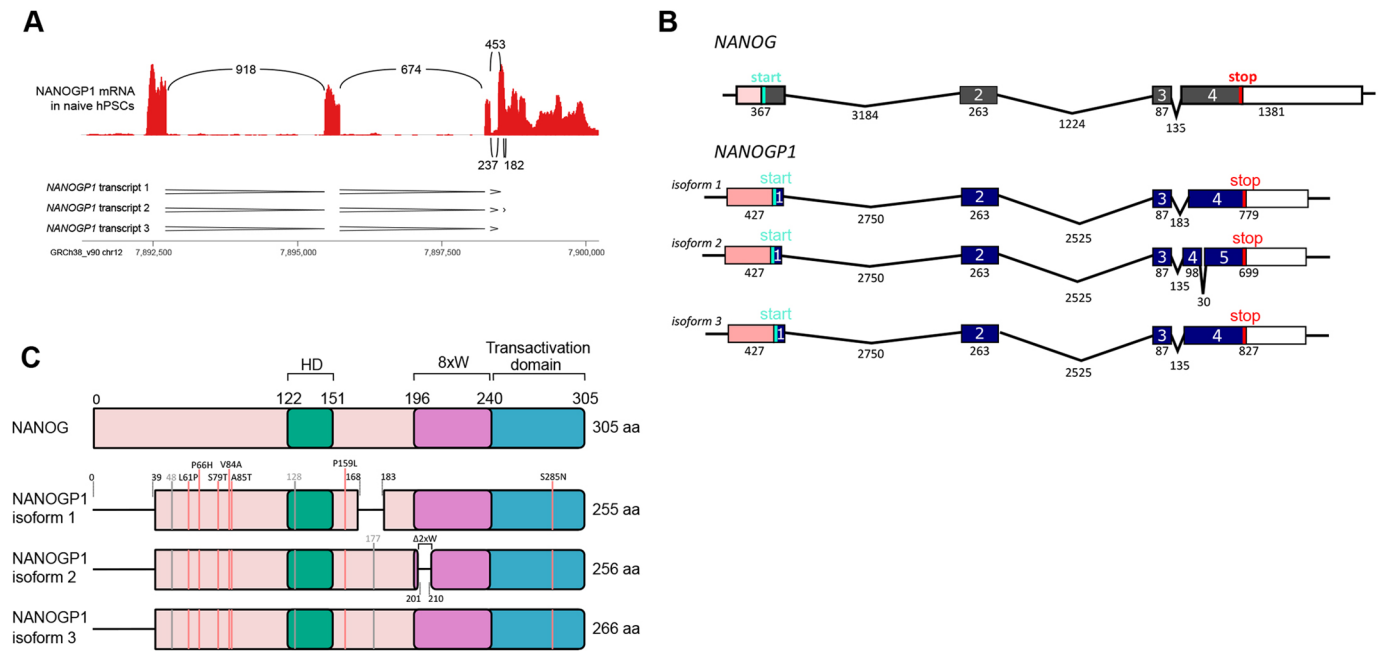 A
453
918
674
NANOGP1 mRNA
in naive hPSCs
237
182
NANOGP1 transcript 1
NANOGP1 transcript 2
NANOGP1 transcript 3
GRCh38_v90 chr12
7,892,500
7,895,000
7,897,500
7,900,000
B
NANOG
start
stop
2
3
4
367
3184
263
1224
87
135
1381
NANOGP1
isoform 1
start
stop
1
2
3
4
427
2750
263
2525
87
183
779
isoform 2
start
stop
1
2
3
4
5
427
2750
263
2525
87
135
98
30
699
isoform 3
start
stop
1
2
3
4
427
2750
263
2525
87
135
827
C
HD
8xW
Transactivation
domain
0
122
151
196
240
305
NANOG
305 aa
P66H
V84A
P159L
0
39
48
L61P
S79T
A85T
128
168
183
S285N
NANOGP1
isoform 1
255 aa
177
Δ2xW
NANOGP1
isoform 2
256 aa
201
210
NANOGP1
isoform 3
266 aa